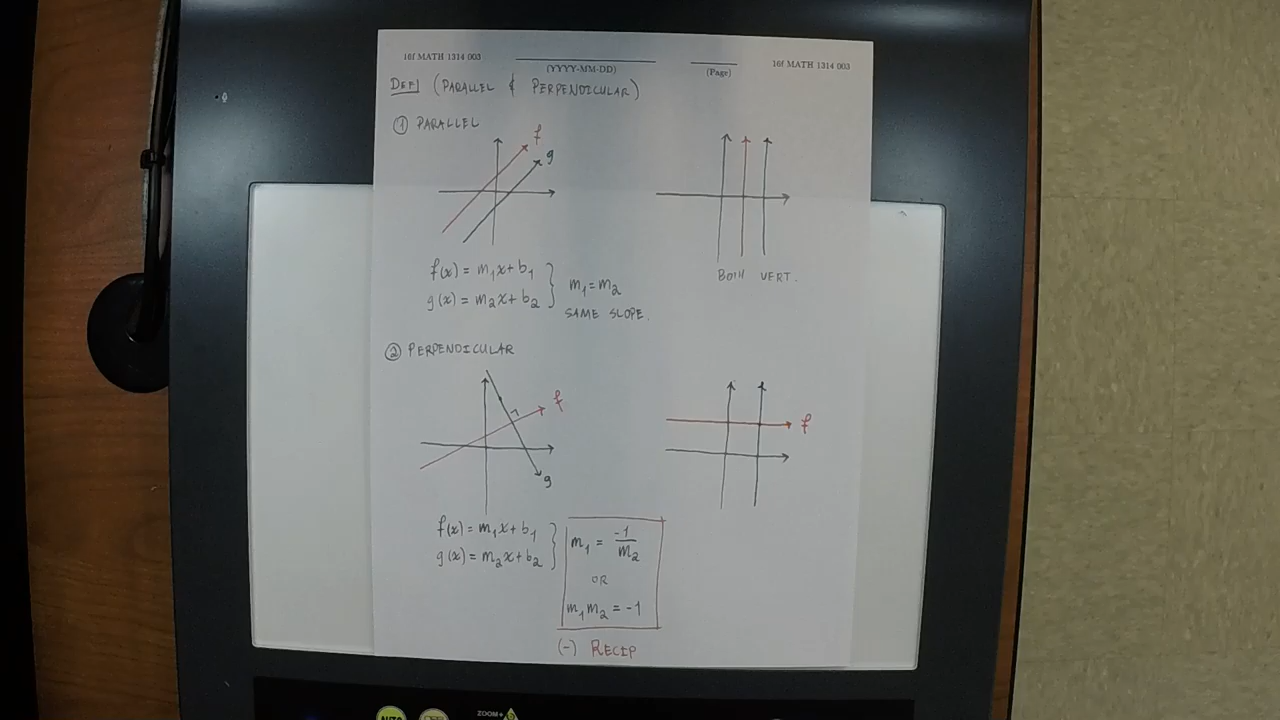 16f MATH 1314 003
(YYYY-MM-DD)
(Page)
16f MATH 1314 003
DEF] (PARALLEL & PERPENDICULAR)
① PARALLEL
f
g
f(x) = m₁x + b₁
g(x) = m₂x + b₂
m₁ = m₂
SAME SLOPE.
BOTH VERT.
② PERPENDICULAR
f
g
f
f(x) = m₁x + b₁
g(x) = m₂x + b₂
m₁ = -1/m₂
OR
m₁m₂ = -1
(-) RECIP
AUTO
ZOOM+